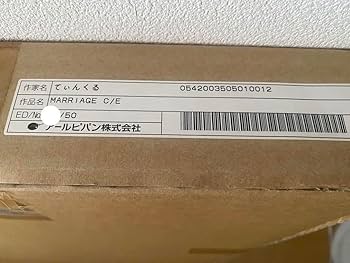 作家名 てぃんくる 0542003505010012
作品名 MARRIAGE C/E
ED/No /50
アールビバン株式会社